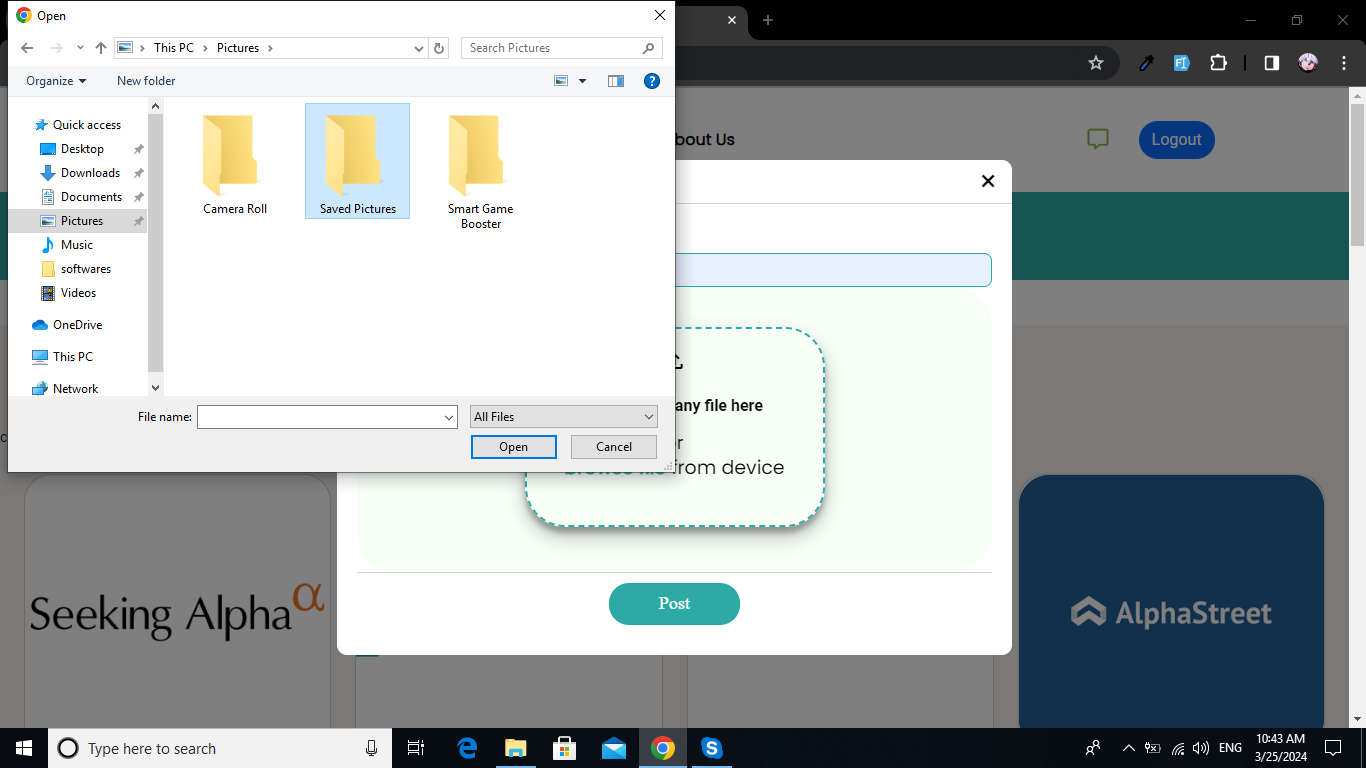 Open
This PC
Pictures
Search Pictures
Organize
New folder
Quick access
Desktop
Downloads
Documents
Pictures
Music
softwares
Videos
OneDrive
This PC
Network
Camera Roll
Saved Pictures
Smart Game
Booster
File name:
All Files
Open
Cancel
bout Us
Logout
any file here
or
browse file from device
Post
Seeking Alpha α
AlphaStreet
Type here to search
ENG
10:43 AM
3/25/2024